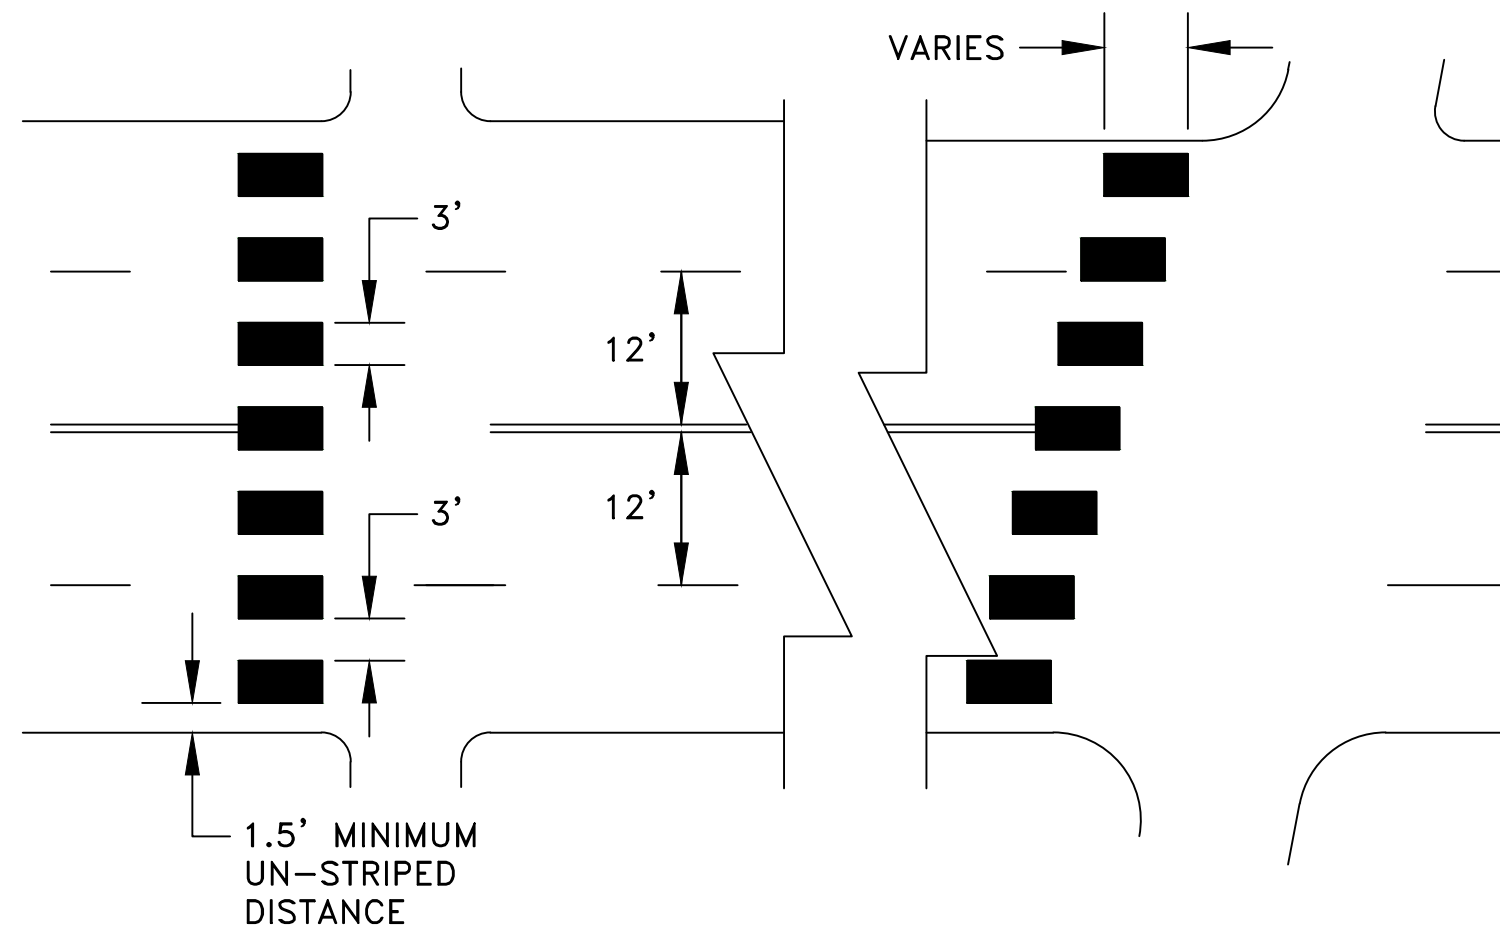 VARIES
3'
12'
3'
12'
1.5' MINIMUM
UN-STRIPED
DISTANCE